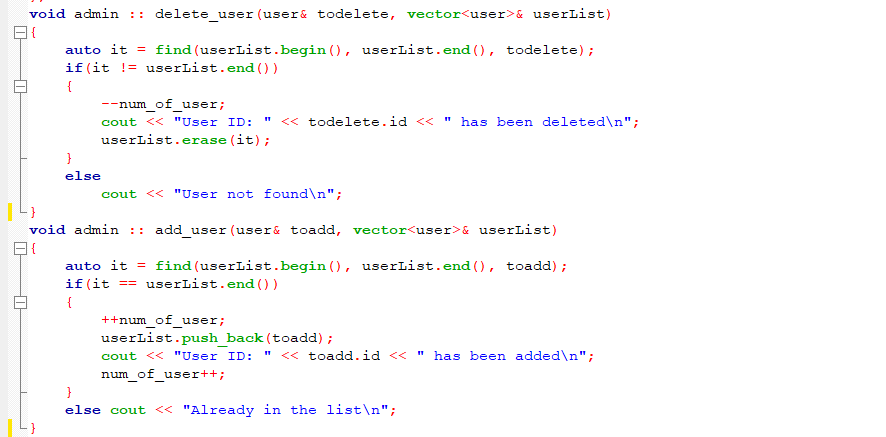 void admin :: delete_user(user& todelete, vector<user>& userList)
{
    auto it = find(userList.begin(), userList.end(), todelete);
    if(it != userList.end())
    {
        --num_of_user;
        cout << "User ID: " << todelete.id << " has been deleted\n";
        userList.erase(it);
    }
    else
        cout << "User not found\n";
}
void admin :: add_user(user& toadd, vector<user>& userList)
{
    auto it = find(userList.begin(), userList.end(), toadd);
    if(it == userList.end())
    {
        ++num_of_user;
        userList.push_back(toadd);
        cout << "User ID: " << toadd.id << " has been added\n";
        num_of_user++;
    }
    else cout << "Already in the list\n";
}